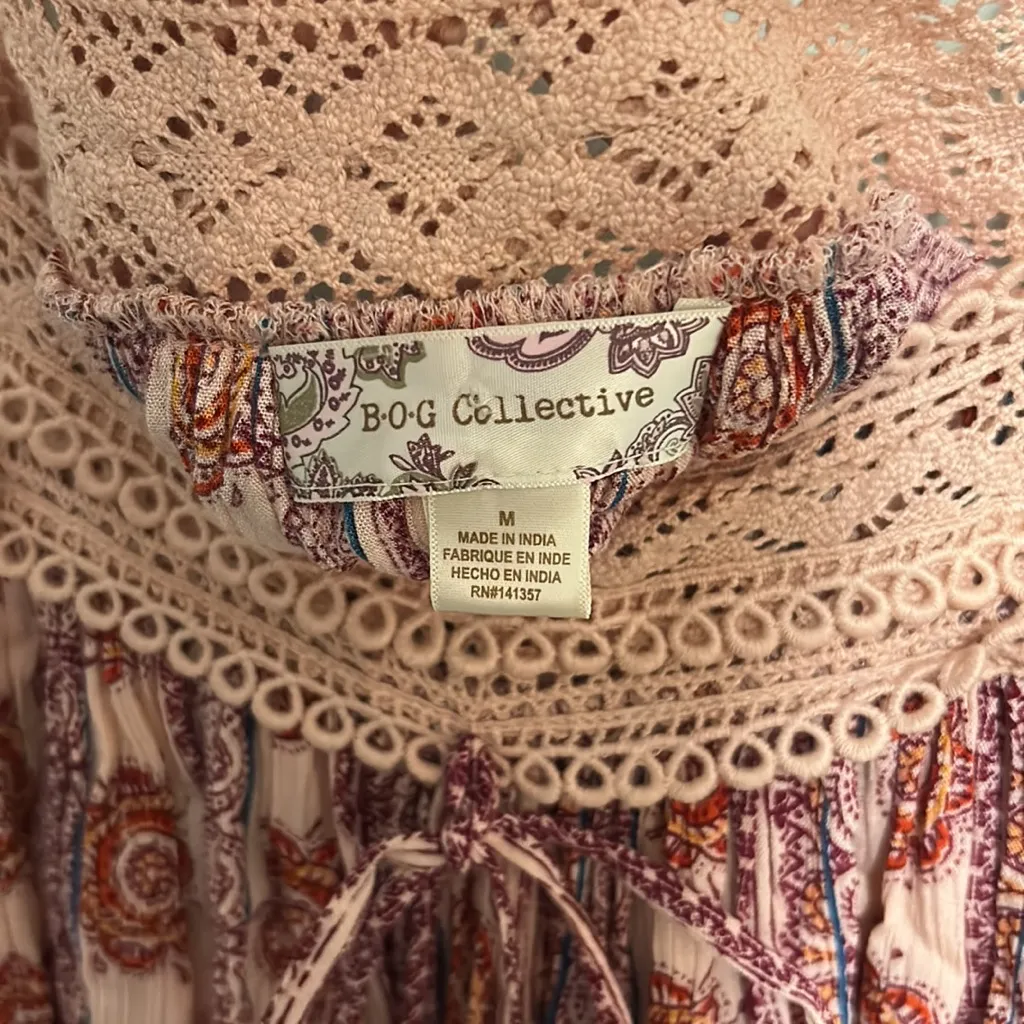 B·O·G Collective
M
MADE IN INDIA
FABRIQUE EN INDE
HECHO EN INDIA
RN#141357